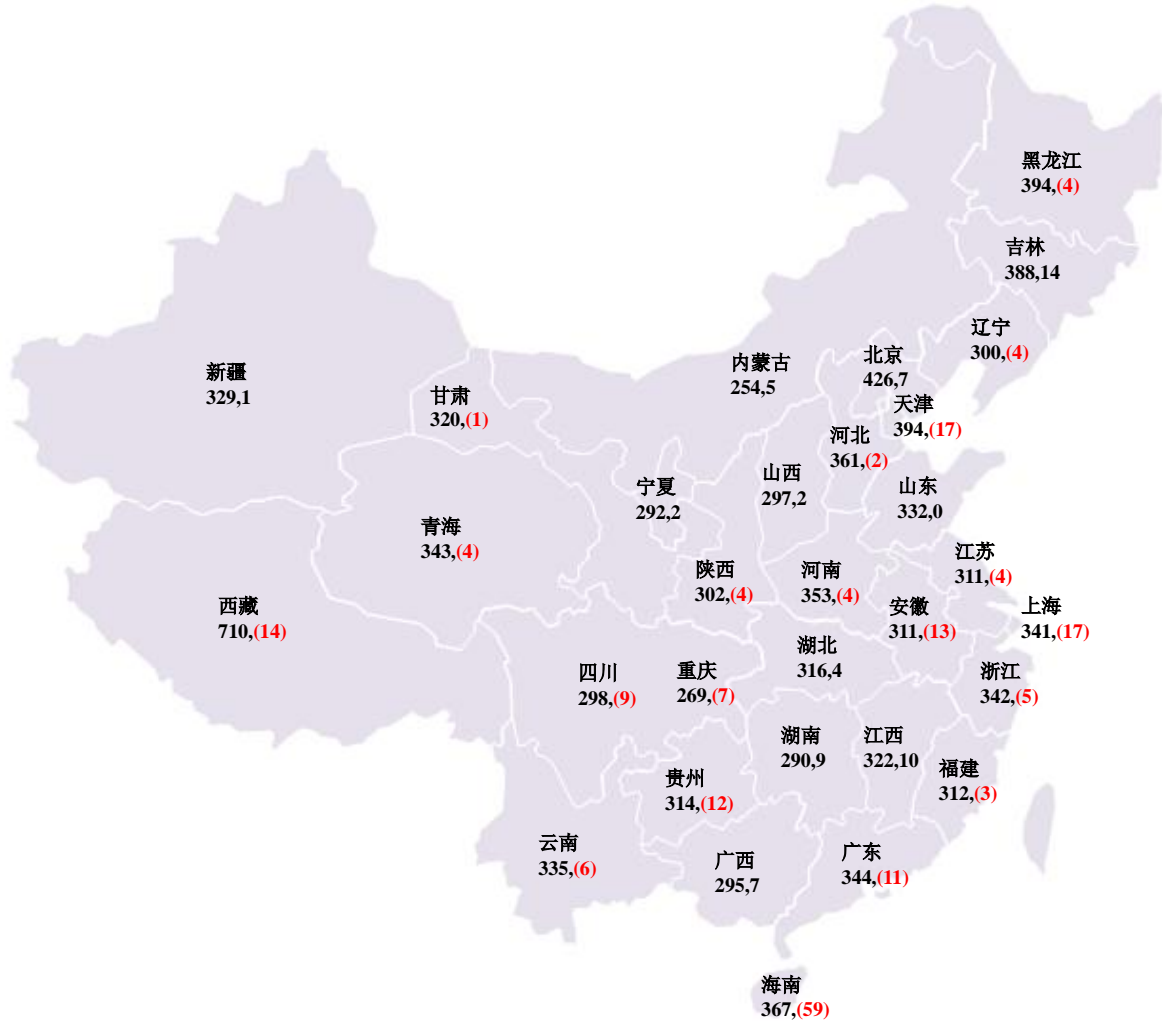 黑龙江
394,(4)
吉林
388,14
辽宁
300,(4)
内蒙古
254,5
北京
426,7
新疆
329,1
甘肃
320,(1)
天津
394,(17)
河北
361,(2)
山西
297,2
宁夏
292,2
山东
332,0
青海
343,(4)
江苏
311,(4)
陕西
302,(4)
河南
353,(4)
西藏
710,(14)
安徽
311,(13)
上海
341,(17)
湖北
316,4
四川
298,(9)
重庆
269,(7)
浙江
342,(5)
湖南
290,9
江西
322,10
福建
312,(3)
贵州
314,(12)
云南
335,(6)
广西
295,7
广东
344,(11)
海南
367,(59)